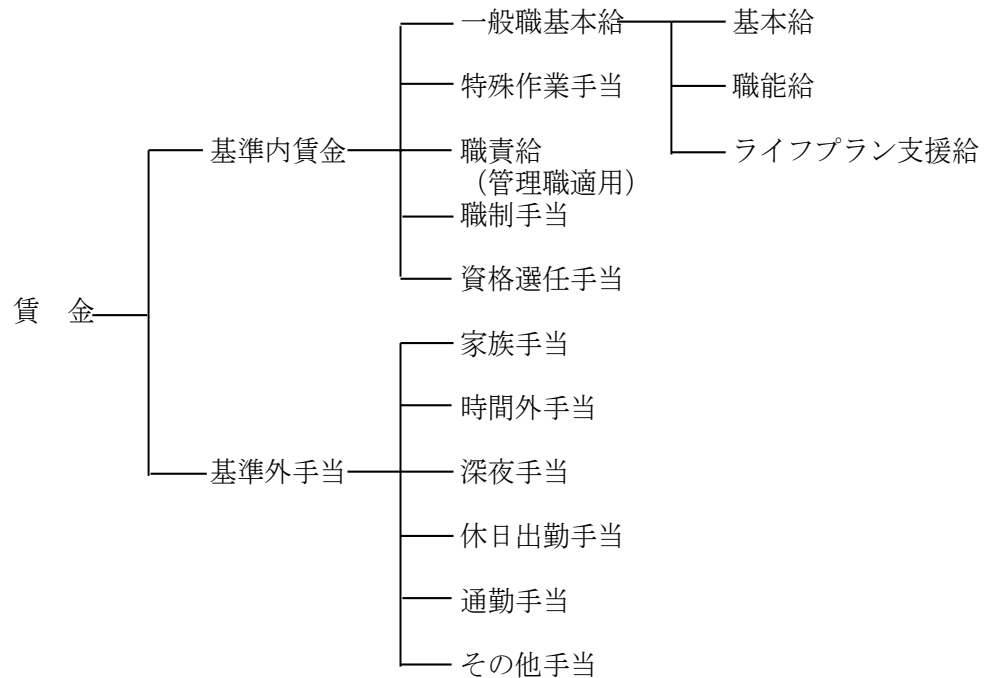 一般職基本給 基本給
特殊作業手当 職能給
基準内賃金 職責給 ライフプラン支援給
（管理職適用）
職制手当
資格選任手当
賃 金
家族手当
時間外手当
基準外手当 深夜手当
休日出勤手当
通勤手当
その他手当